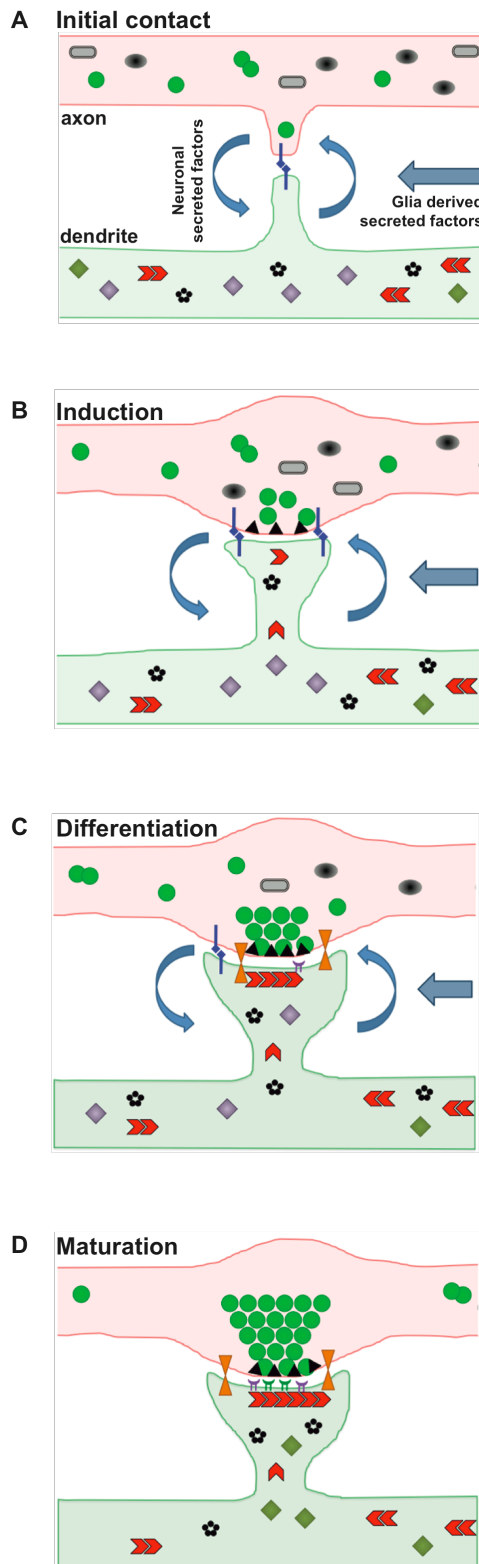 A Initial contact
axon
Neuronal
secreted factors
Glia derived
secreted factors
dendrite
B Induction
C Differentiation
D Maturation